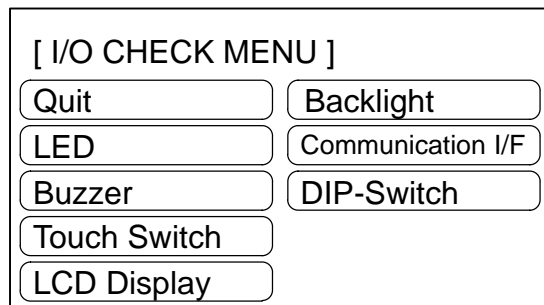 [ I/O CHECK MENU ]
Quit
Backlight
LED
Communication I/F
Buzzer
DIP-Switch
Touch Switch
LCD Display